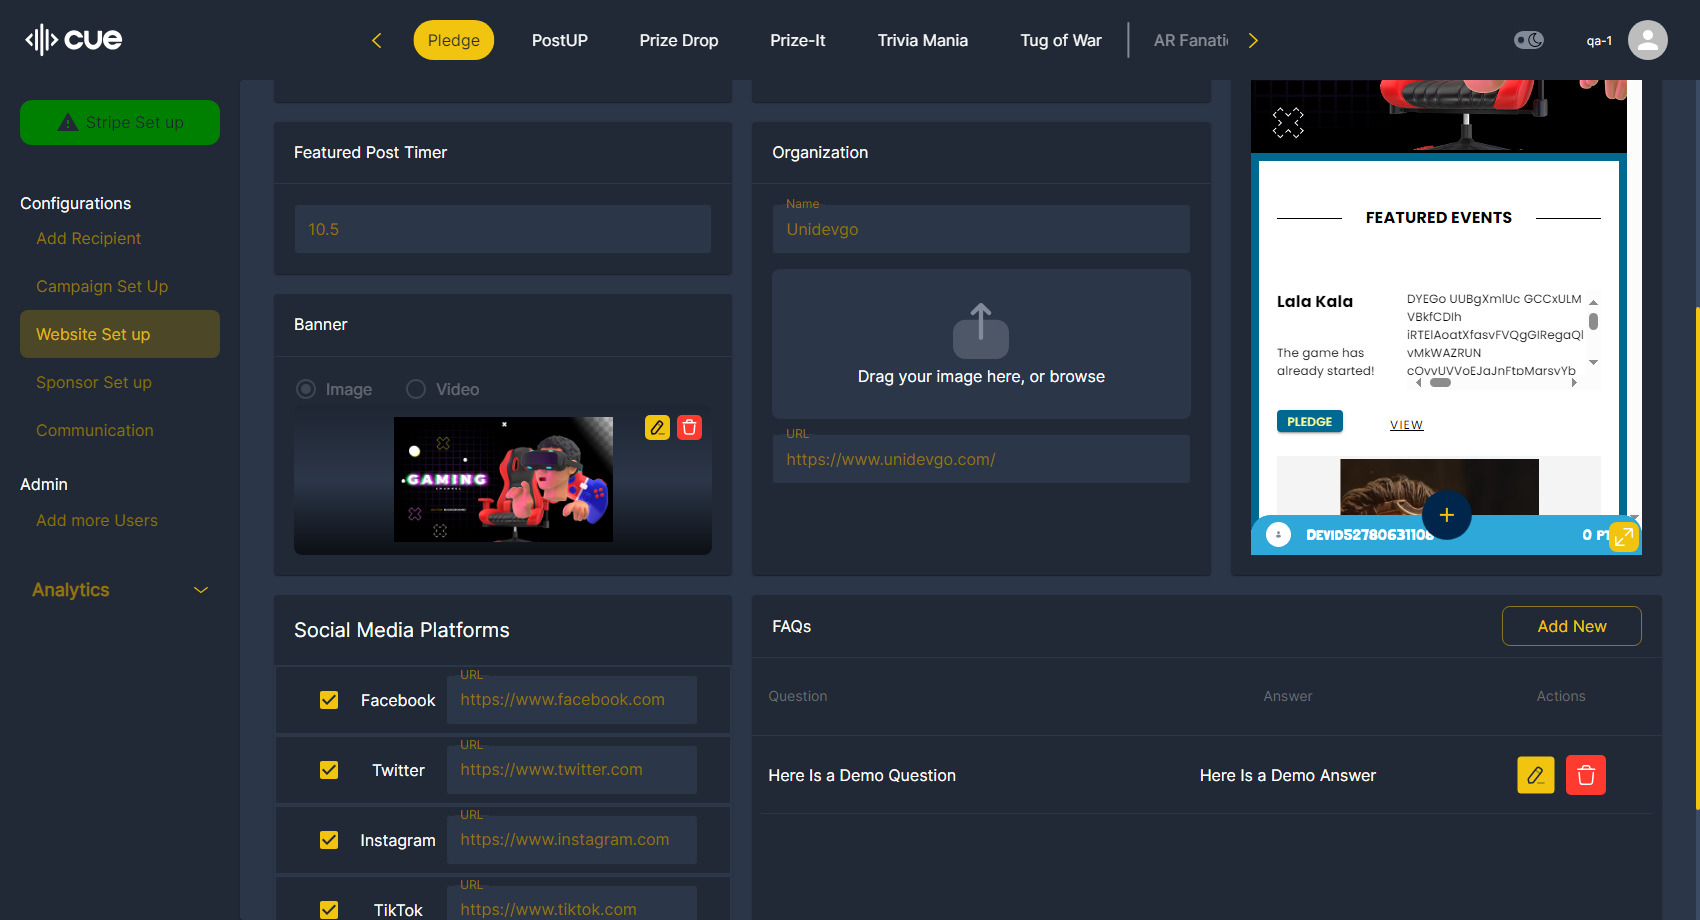 cue
Pledge
PostUP
Prize Drop
Prize-It
Trivia Mania
Tug of War
AR Fanati
qa-1
Stripe Set up
Configurations
Add Recipient
Campaign Set Up
Website Set up
Sponsor Set up
Communication
Admin
Add more Users
Analytics
Featured Post Timer
10.5
Banner
Image
Video
GAMING
Organization
Name
Unidevgo
Drag your image here, or browse
URL
https://www.unidevgo.com/
FEATURED EVENTS
Lala Kala
The game has
already started!
DYEGo UUBgXmlUc GCCxULM
VBkfCDIh
vMkWAZRUN
PLEDGE
VIEW
0 PT
Social Media Platforms
Facebook
URL
https://www.facebook.com
Twitter
URL
https://www.twitter.com
Instagram
URL
https://www.instagram.com
TikTok
URL
https://www.tiktok.com
FAQs
Add New
Question
Answer
Actions
Here Is a Demo Question
Here Is a Demo Answer